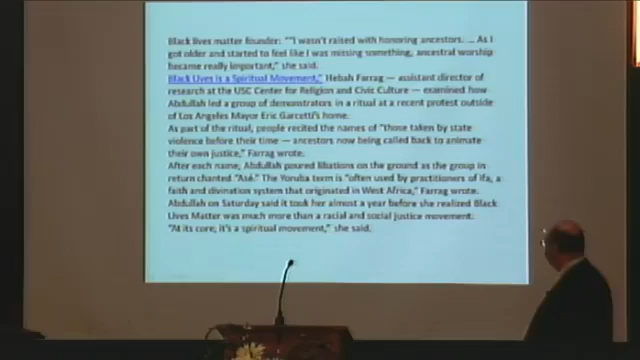 Black lives matter founder: ""I wasn't raised with honoring ancestors. ... As I
got older and started to feel like I was missing something, ancestral worship
became really important," she said.
Black Lives is a Spiritual Movement," Hebah Farrag — assistant director of
research at the USC Center for Religion and Civic Culture — examined how
Abdullah led a group of demonstrators in a ritual at a recent protest outside
of Los Angeles Mayor Eric Garcetti's home.
As part of the ritual, people recited the names of "those taken by state
violence before their time — ancestors now being called back to animate
their own justice," Farrag wrote.
After each name, Abdullah poured libations on the ground as the group in
return chanted "Asé." The Yoruba term is "often used by practitioners of Ifa, a
faith and divination system that originated in West Africa," Farrag wrote.
Abdullah on Saturday said it took her almost a year before she realized Black
Lives Matter was much more than a racial and social justice movement.
"At its core, it's a spiritual movement," she said.